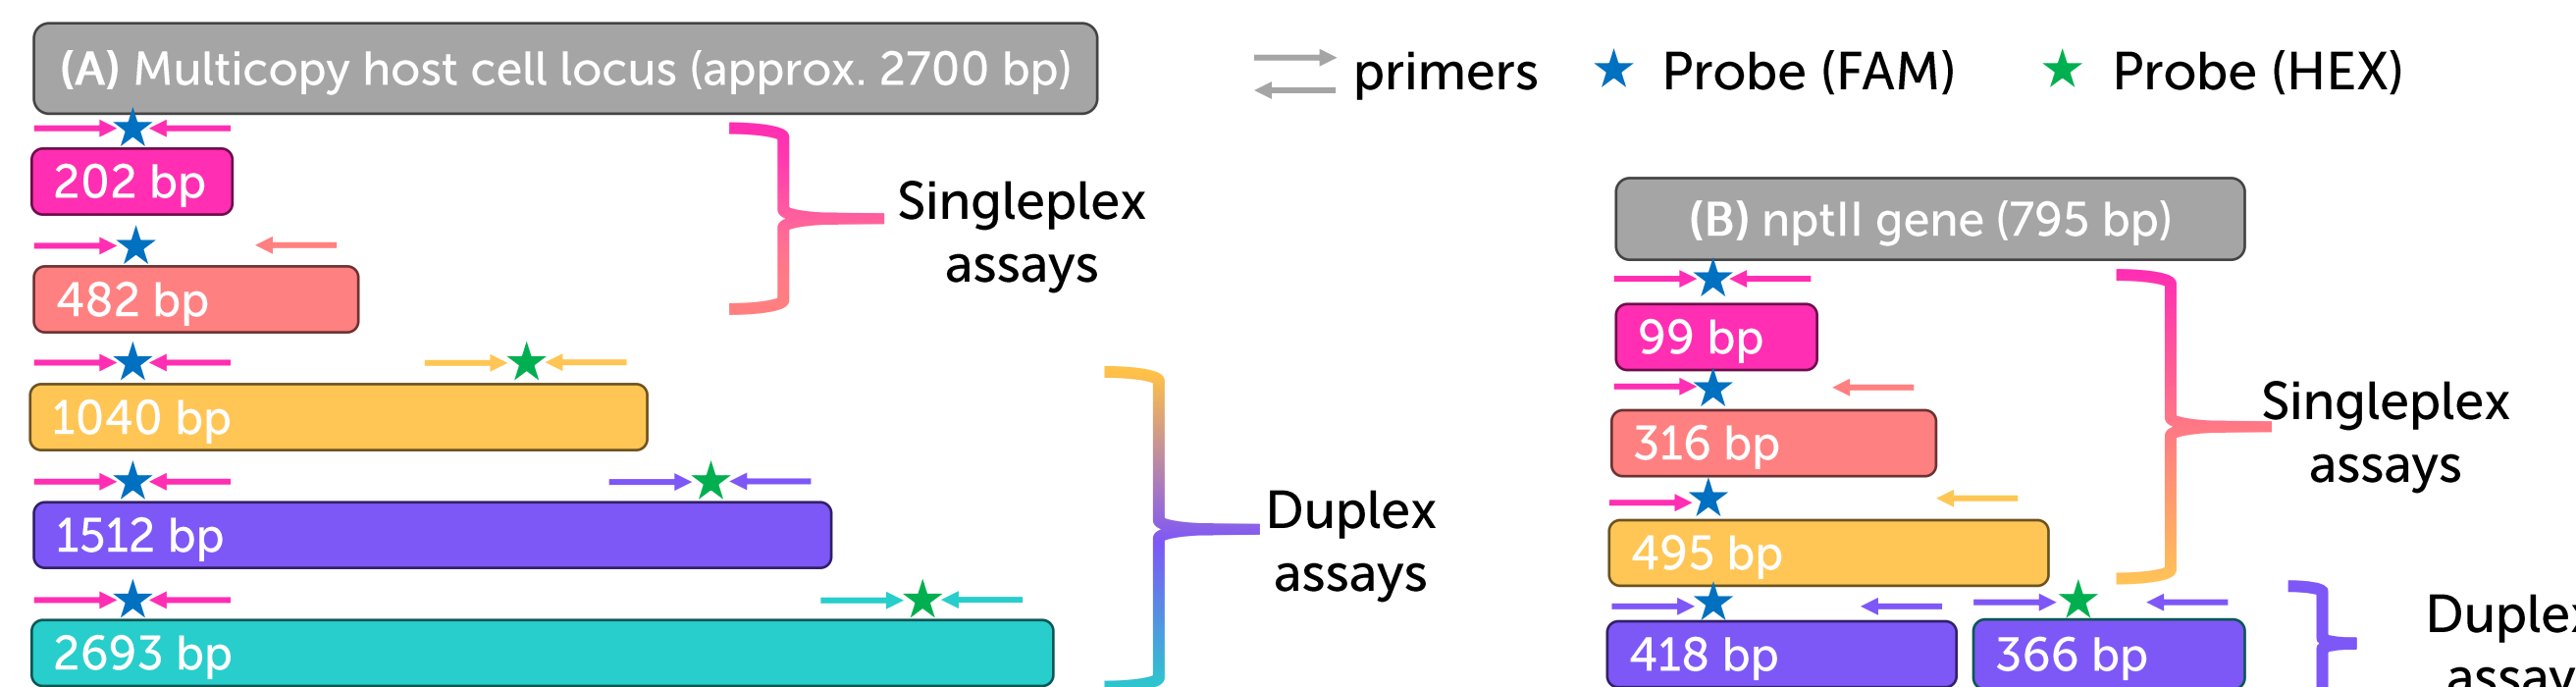 (A) Multicopy host cell locus (approx. 2700 bp)
primers
Probe (FAM)
Probe (HEX)
202 bp
482 bp
Singleplex
assays
1040 bp
1512 bp
2693 bp
Duplex
assays
(B) nptII gene (795 bp)
99 bp
316 bp
495 bp
Singleplex
assays
418 bp
366 bp